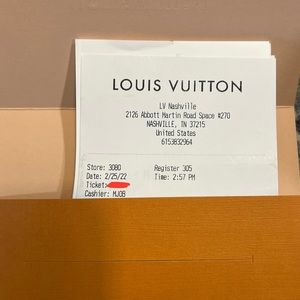 LOUIS VUITTON
LV Nashville
2126 Abbott Martin Road Space #270
NASHVILLE, TN 37215
United States
6153832964
Store: 3080 Register 305
Date: 2/25/22 Time: 2:57 PM
Ticket:
Cashier: MJOB